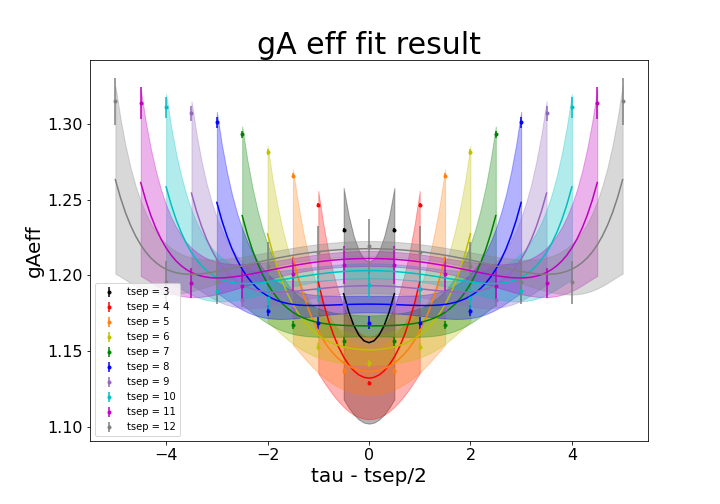 gA eff fit result
gAeff
1.30
1.25
1.20
1.15
1.10
tsep = 3
tsep = 4
tsep = 5
tsep = 6
tsep = 7
tsep = 8
tsep = 9
tsep = 10
tsep = 11
tsep = 12
−4 −2 0 2 4
tau - tsep/2